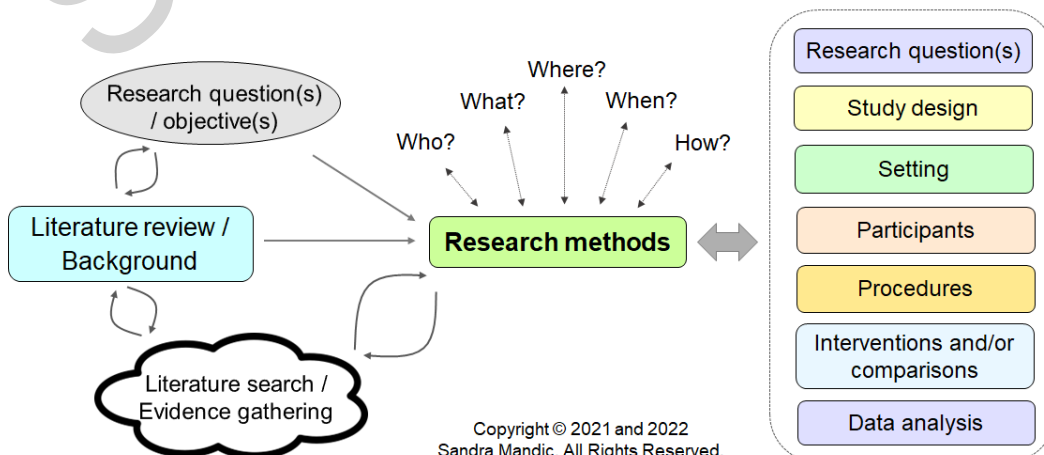 Research question(s)
/ objective(s)
Literature review /
Background
Literature search /
Evidence gathering
Who?
What?
Where?
When?
How?
Research methods
Research question(s)
Study design
Setting
Participants
Procedures
Interventions and/or
comparisons
Data analysis
Copyright © 2021 and 2022
Sandra Mandic. All Rights Reserved